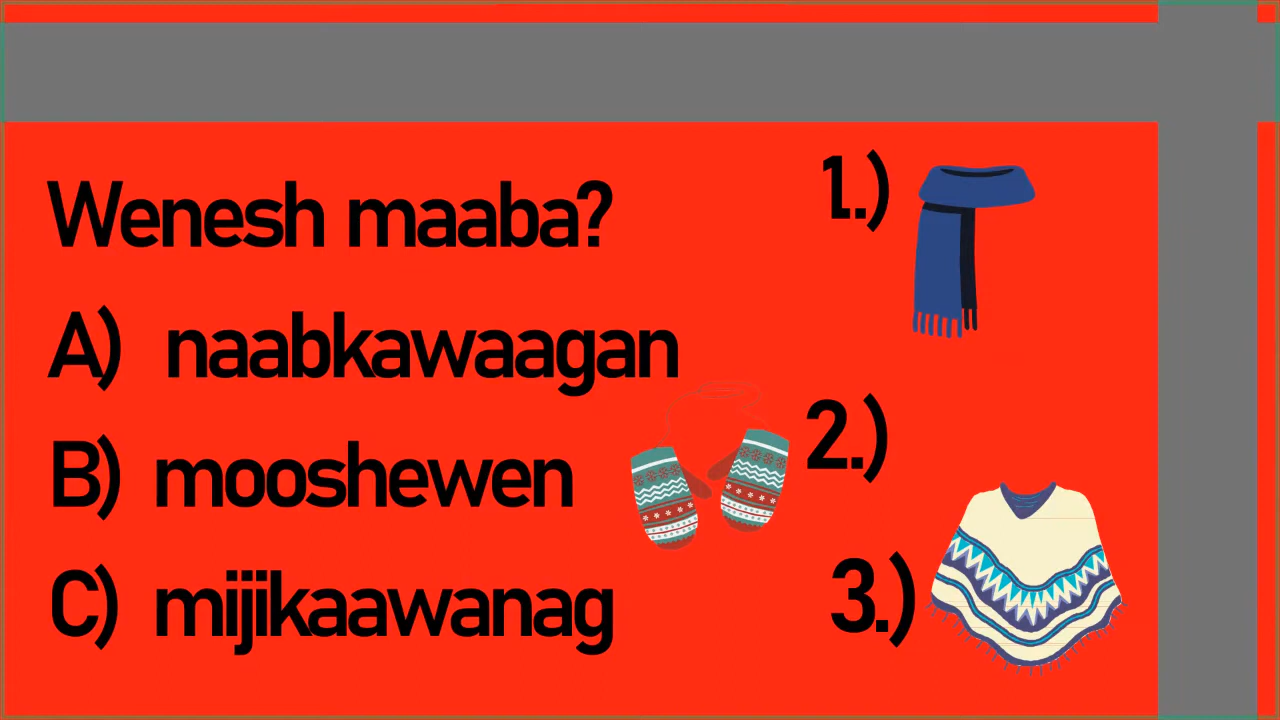 Wenesh maaba?
A) naabkawaagan
B) mooshewen
C) mijikaawanag
1.)
2.)
3.)